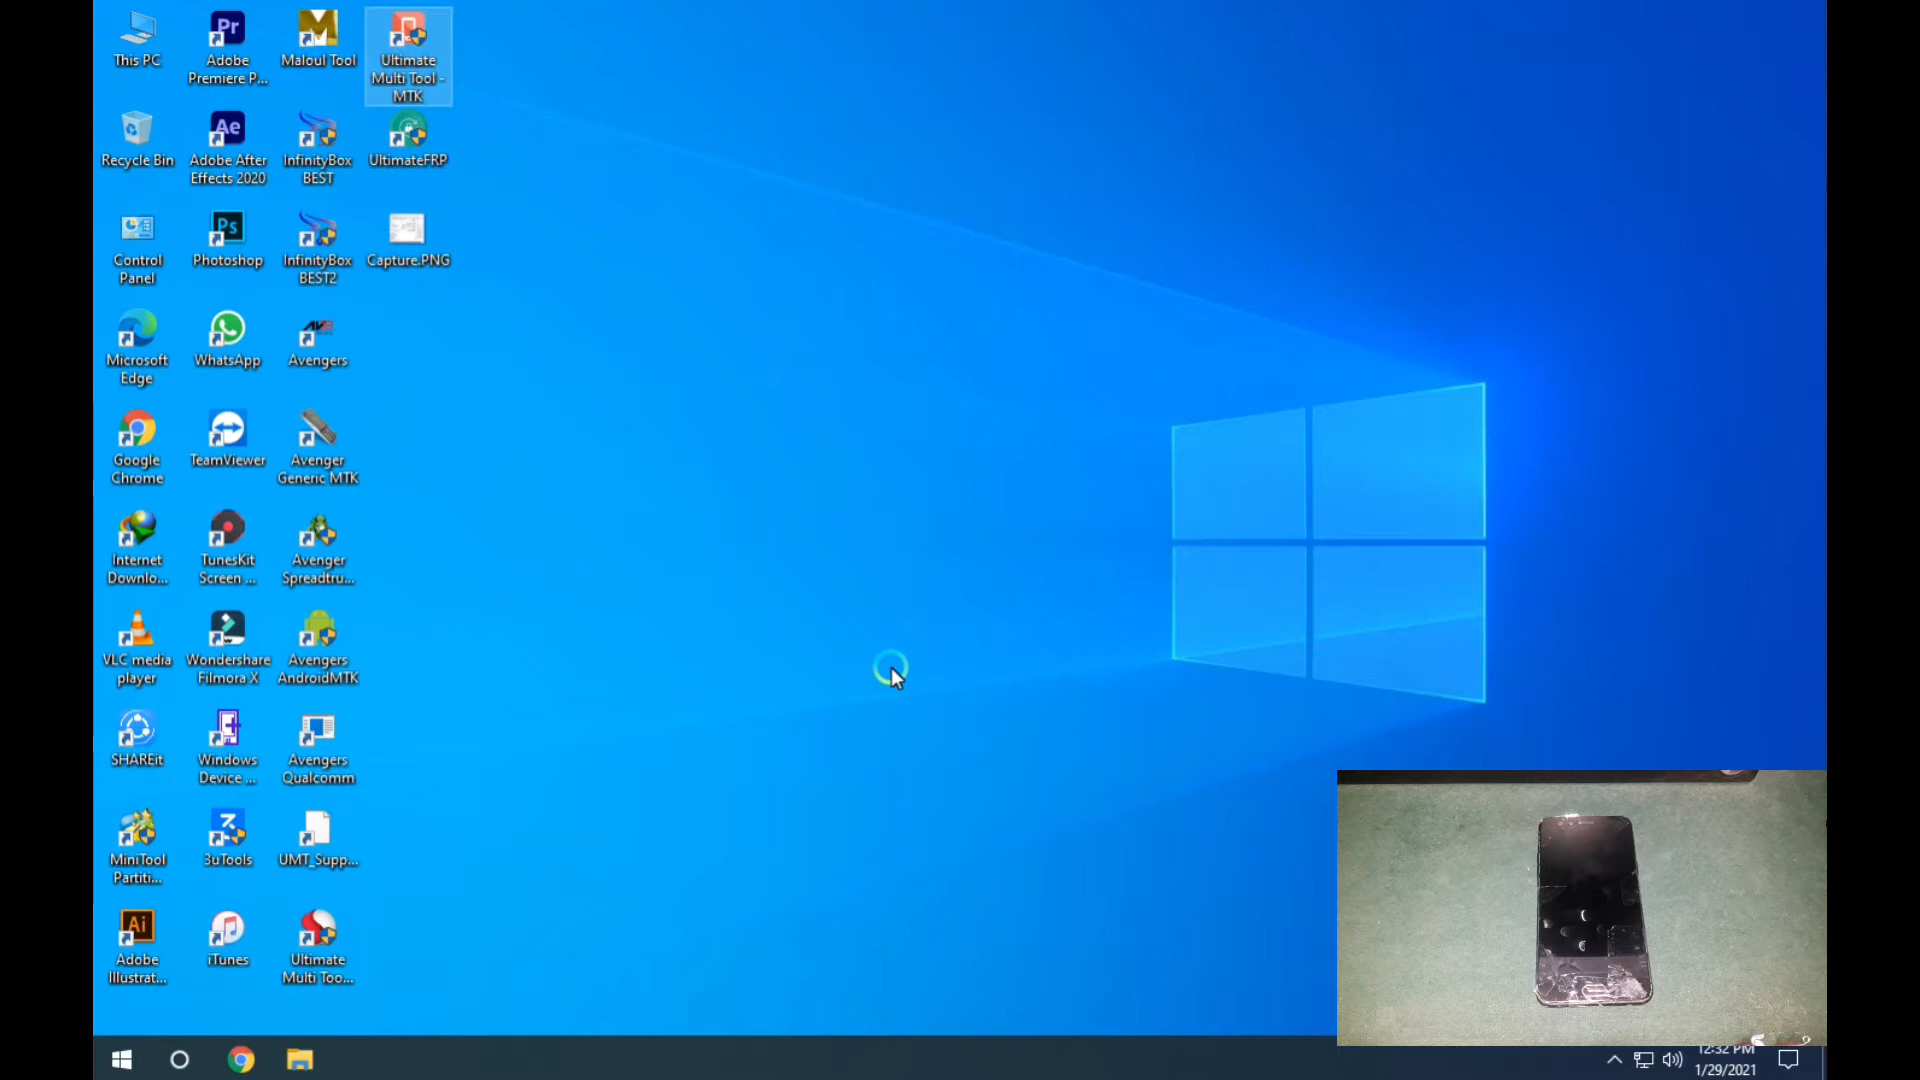 This PC
Adobe
Premiere P...
Maloul Tool
Ultimate
Multi Tool -
MTK
Recycle Bin
Adobe After
Effects 2020
InfinityBox
BEST
UltimateFRP
Control
Panel
Photoshop
InfinityBox
BEST2
Capture.PNG
Microsoft
Edge
WhatsApp
Avengers
Google
Chrome
TeamViewer
Avenger
Generic MTK
Internet
Downlo...
TunesKit
Screen ...
Avenger
Spreadtru...
VLC media
player
Wondershare
Filmora X
Avengers
AndroidMTK
SHAREit
Windows
Device ...
Avengers
Qualcomm
MiniTool
Partiti...
3uTools
UMT_Supp...
Adobe
Illustrat...
iTunes
Ultimate
Multi Too...
12:32 PM
1/29/2021